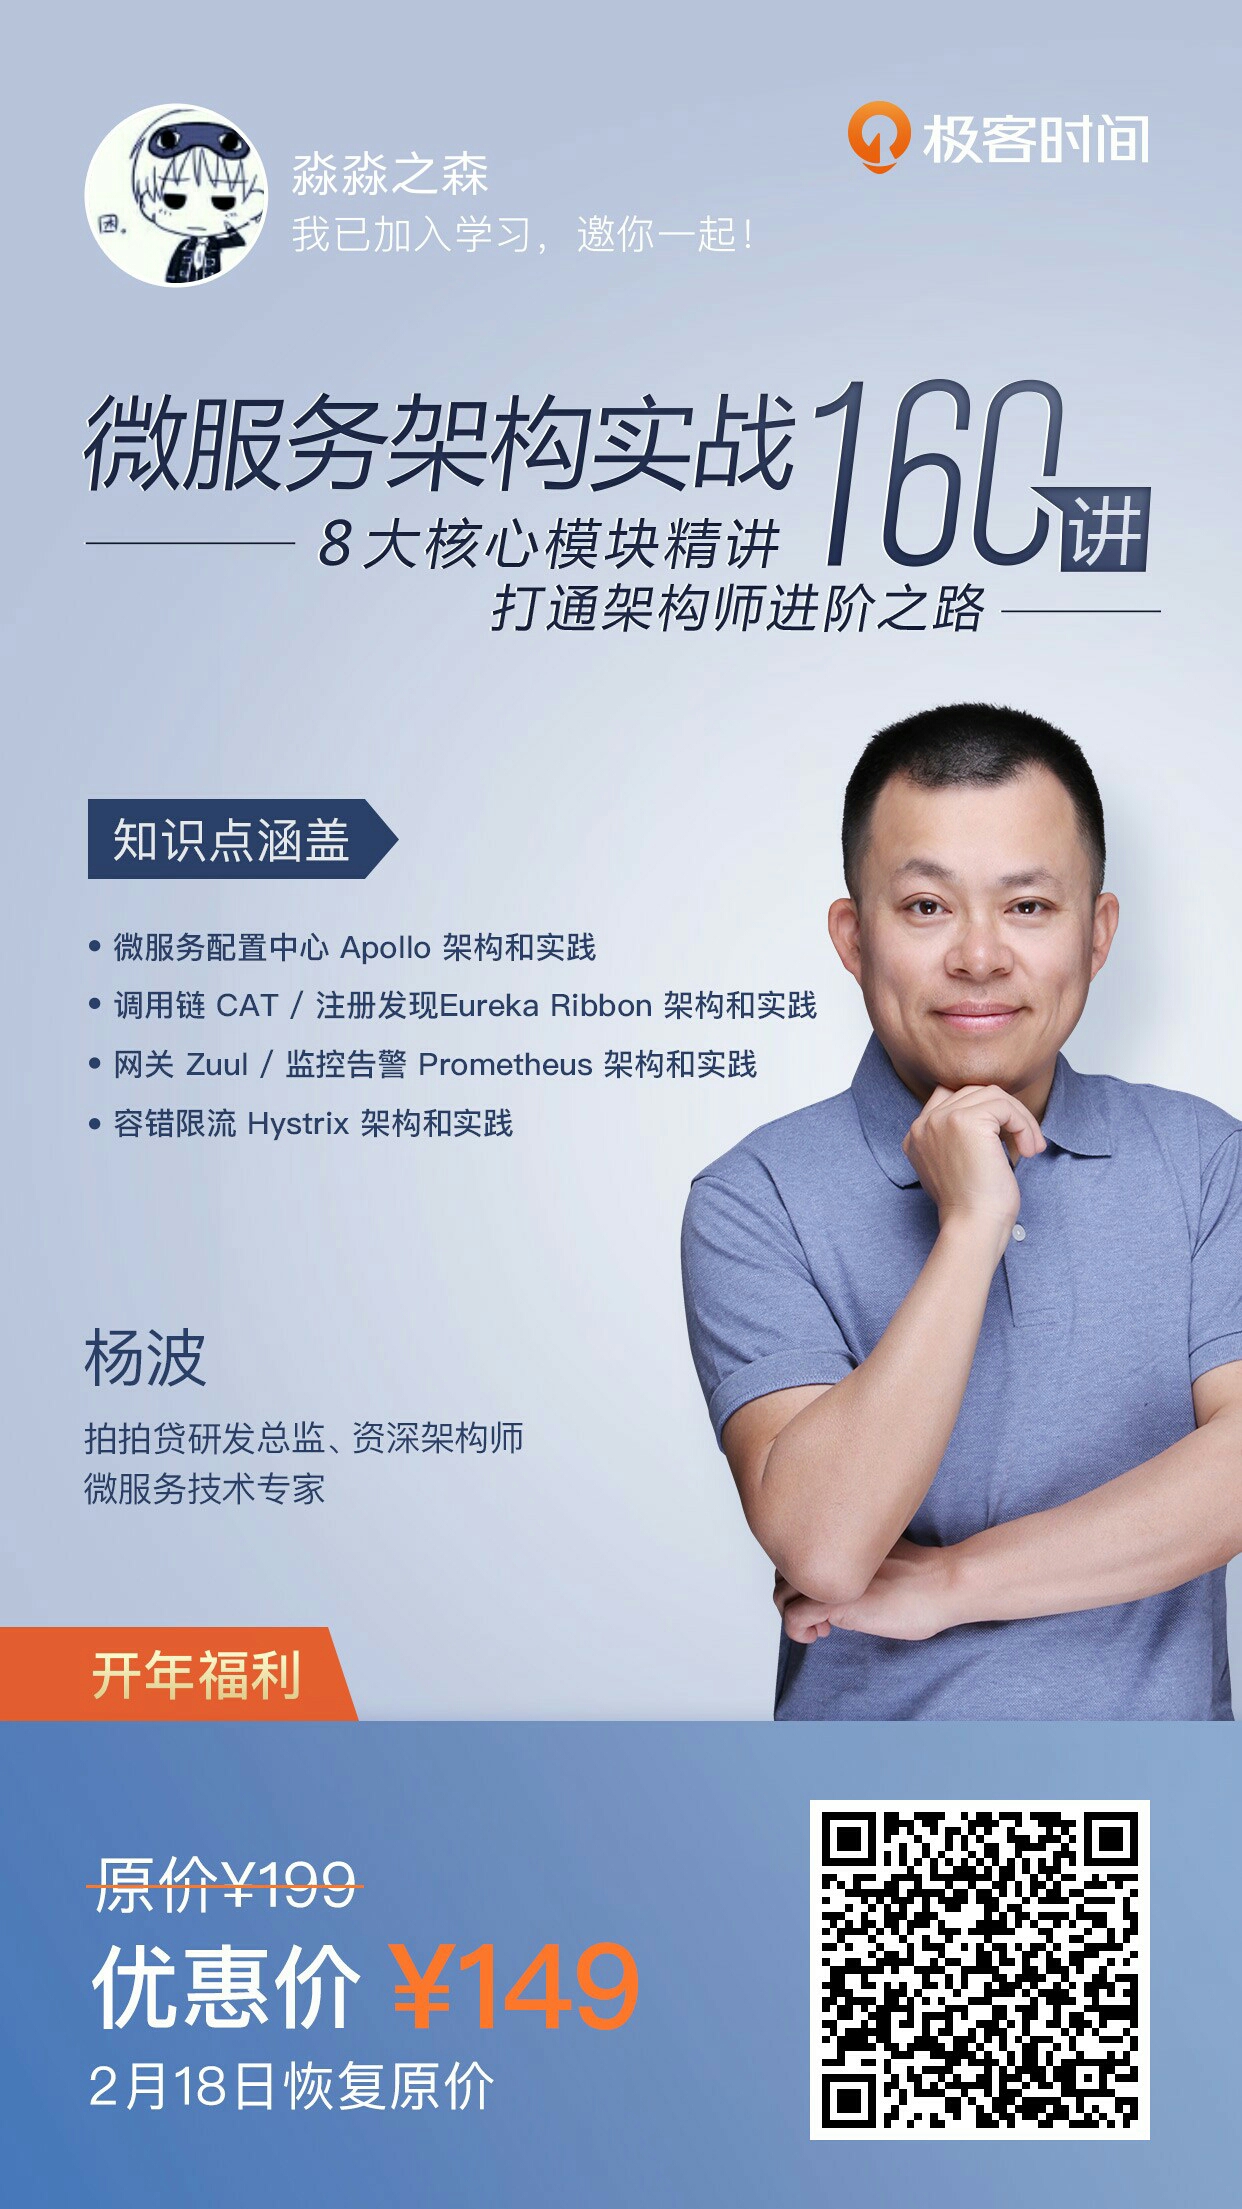 困。
淼淼之森
我已加入学习，邀你一起！
极客时间
微服务架构实战160讲
8大核心模块精讲
打通架构师进阶之路
知识点涵盖
• 微服务配置中心 Apollo 架构和实践
• 调用链 CAT / 注册发现Eureka Ribbon 架构和实践
• 网关 Zuul / 监控告警 Prometheus 架构和实践
• 容错限流 Hystrix 架构和实践
杨波
拍拍贷研发总监、资深架构师
微服务技术专家
开年福利
原价¥199
优惠价 ¥149
2月18日恢复原价